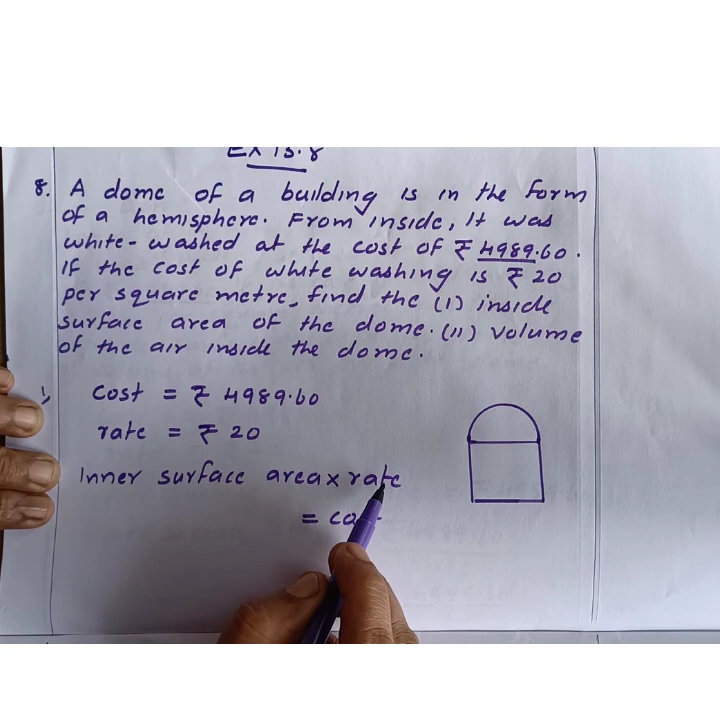 Ex 13.8
8. A dome of a building is in the form
of a hemisphere. From inside, it was
white-washed at the cost of ₹ 4989.60.
If the cost of white washing is ₹ 20
per square metre, find the (i) inside
surface area of the dome. (ii) volume
of the air inside the dome.
Cost = ₹ 4989.60
rate = ₹ 20
Inner surface area x rate
=